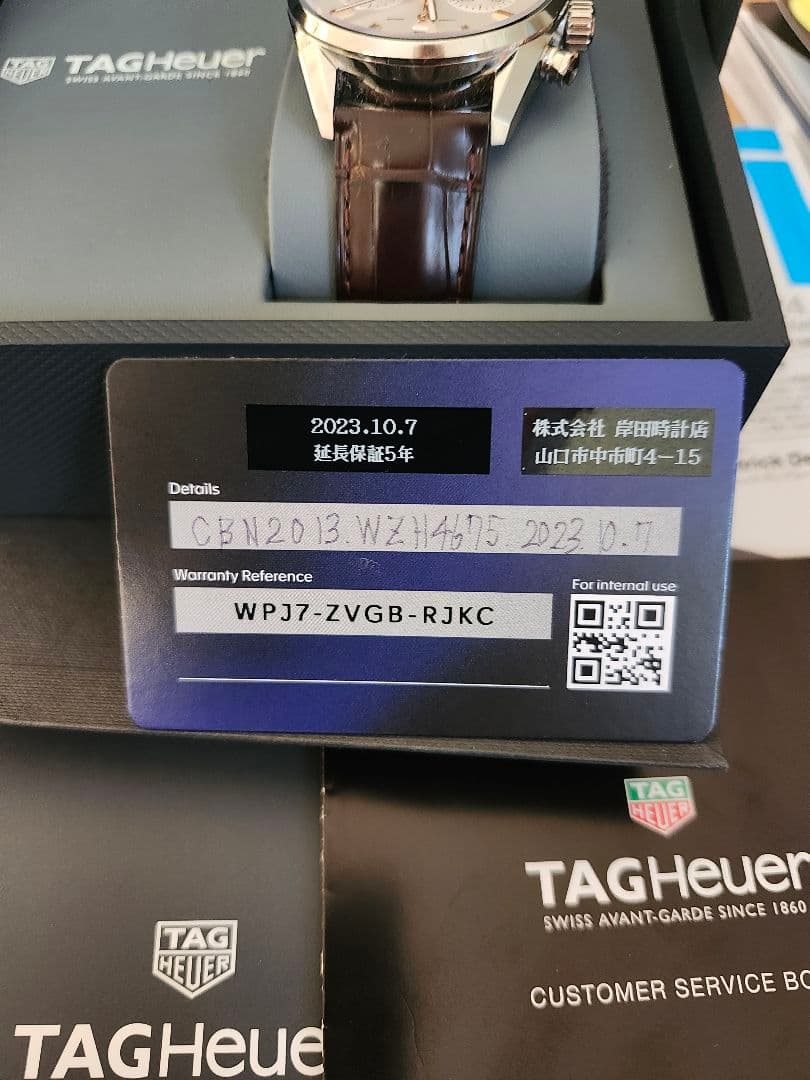 TAG
HEUER
TAGHeuer
SWISS AVANT-GARDE SINCE 1860
2023.10.7
延長保証5年
株式会社 岸田時計店
山口市中市町4-15
Details
CBN2013.WZH4675.2023.10.7
Warranty Reference
For internal use
WPJ7-ZVGB-RJKC
TAG
HEUER
TAGHeuer
SWISS AVANT-GARDE SINCE 1860
CUSTOMER SERVICE BO
TAG
HEUER
TAGHeue